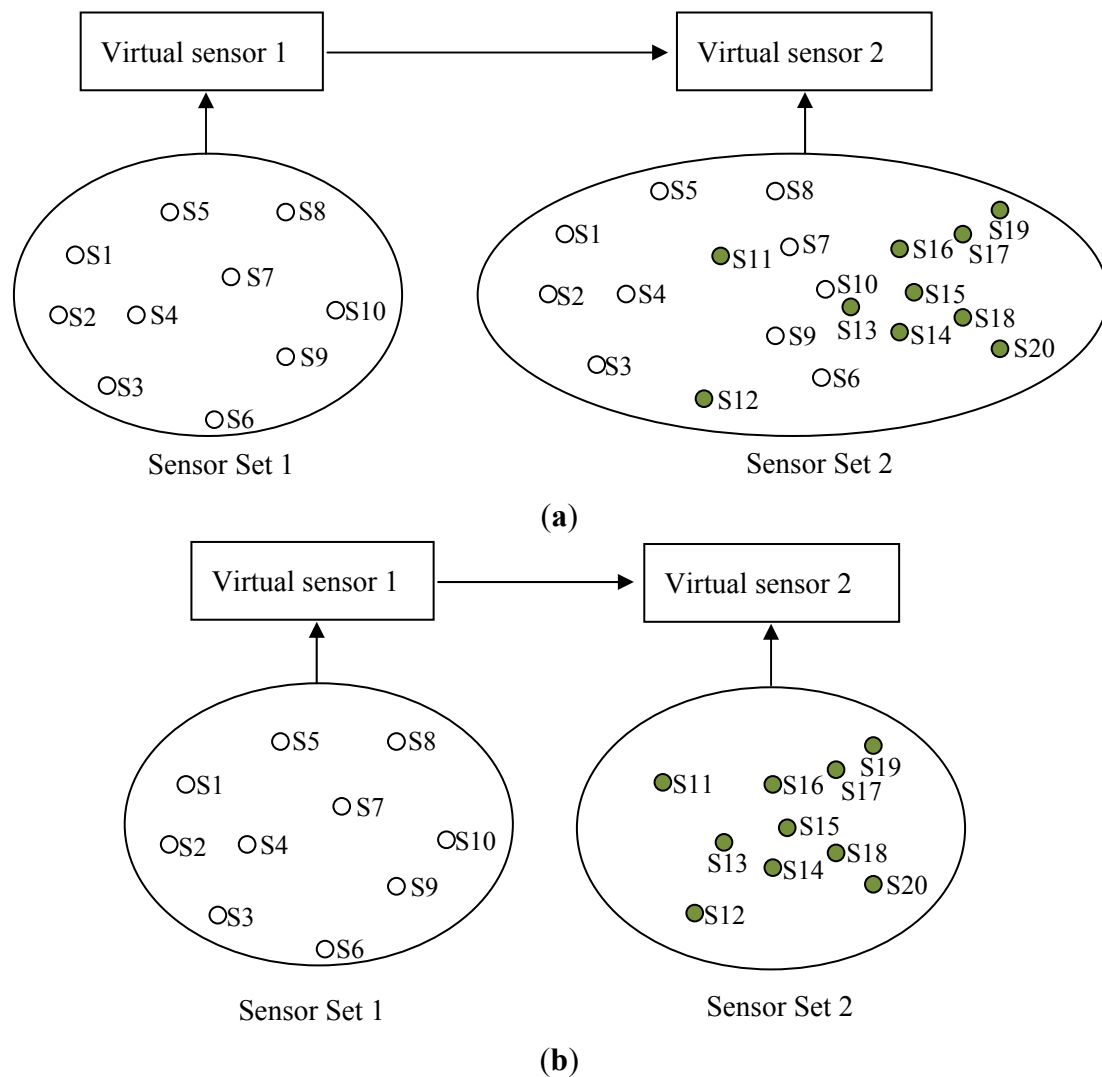 Virtual sensor 1
Virtual sensor 2
S5
S8
S1
S7
S2
S4
S10
S9
S3
S6
Sensor Set 1
S5
S8
S19
S1
S7
S16
S17
S11
S2
S4
S10
S15
S13
S18
S9
S14
S20
S3
S6
S12
Sensor Set 2
(a)
Virtual sensor 1
Virtual sensor 2
S5
S8
S1
S7
S2
S4
S10
S9
S3
S6
Sensor Set 1
S19
S11
S16
S17
S15
S13
S18
S14
S20
S12
Sensor Set 2
(b)